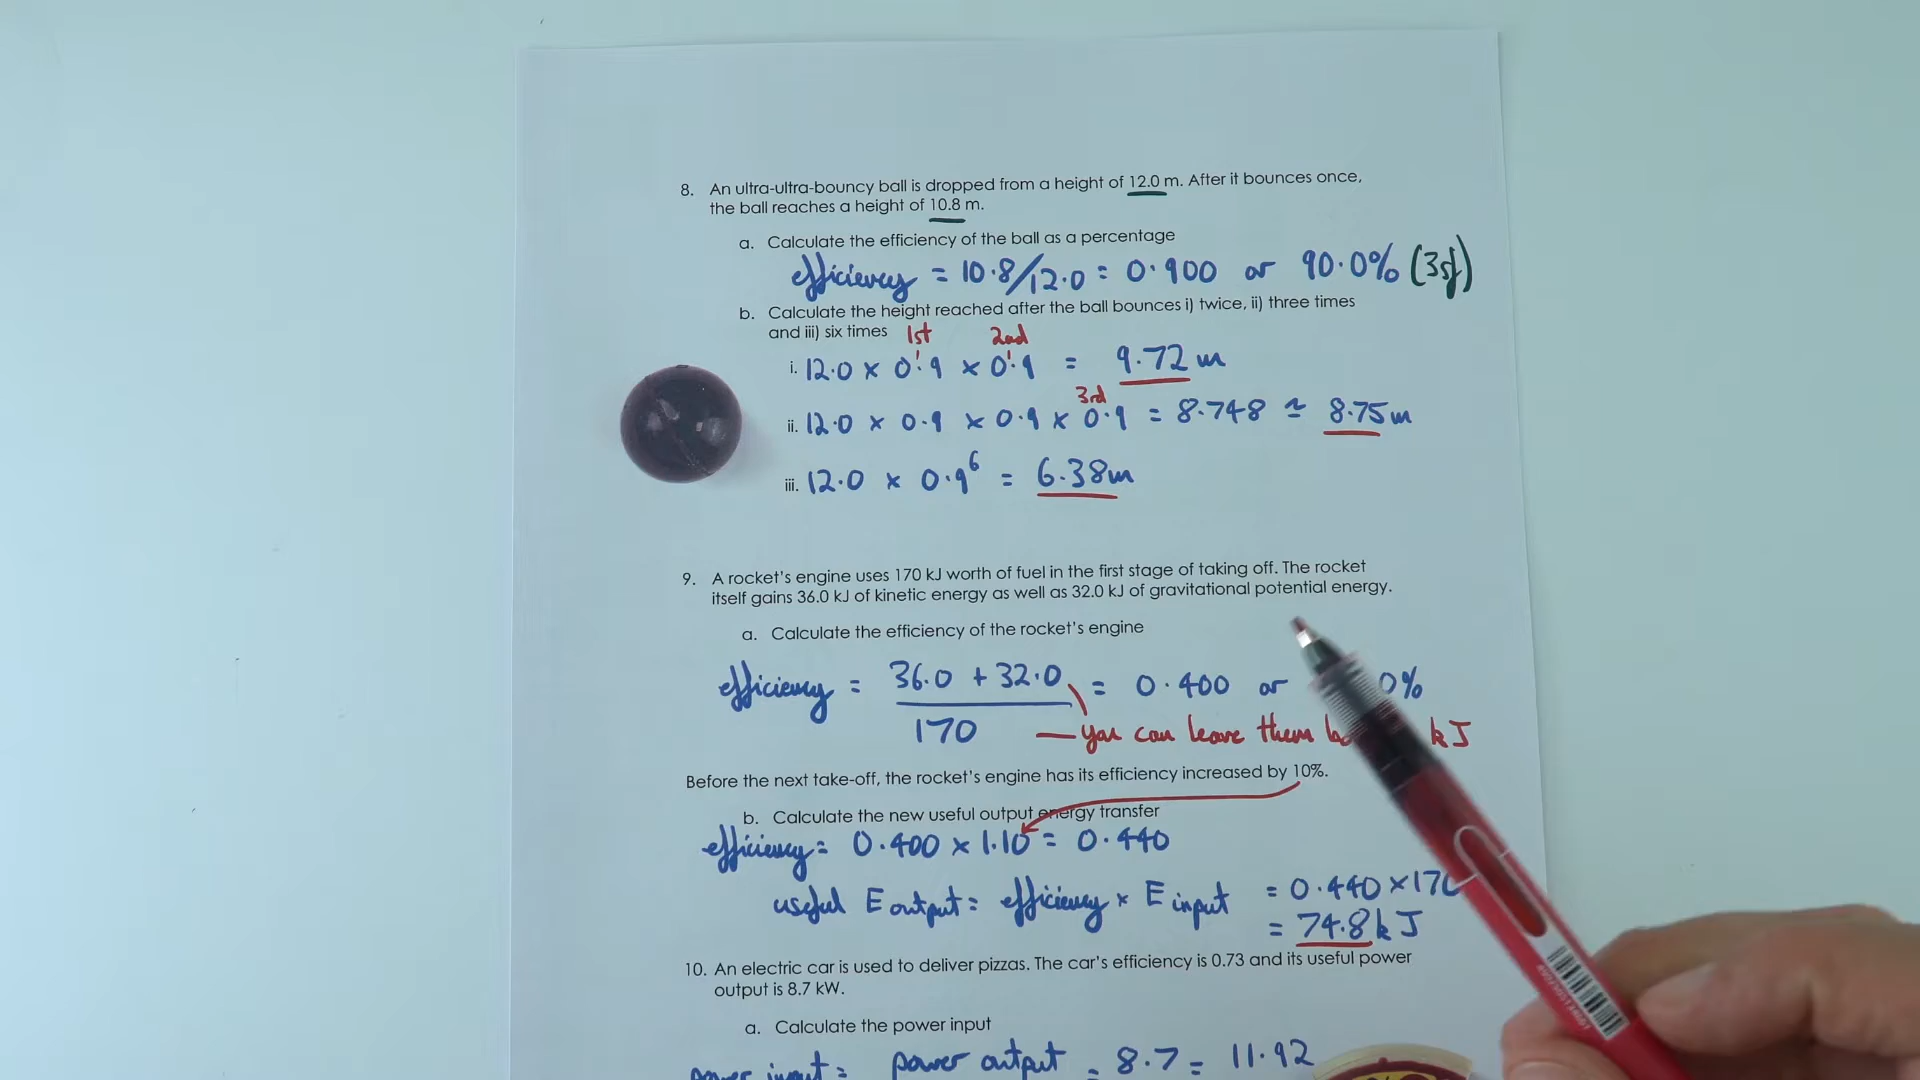 8. An ultra-ultra-bouncy ball is dropped from a height of 12.0 m. After it bounces once,
the ball reaches a height of 10.8 m.
a. Calculate the efficiency of the ball as a percentage
efficiency = 10.8/12.0 = 0.900 or 90.0% (3sf)
b. Calculate the height reached after the ball bounces i) twice, ii) three times
and iii) six times
1st 2nd
i. 12.0 × 0.9 × 0.9 = 9.72 m
3rd
ii. 12.0 × 0.9 × 0.9 × 0.9 = 8.748 ≃ 8.75m
iii. 12.0 × 0.9⁶ = 6.38m
9. A rocket's engine uses 170 kJ worth of fuel in the first stage of taking off. The rocket
itself gains 36.0 kJ of kinetic energy as well as 32.0 kJ of gravitational potential energy.
a. Calculate the efficiency of the rocket's engine
efficiency = 36.0 + 32.0 = 0.400 or 0%
170 you can leave them kJ
Before the next take-off, the rocket's engine has its efficiency increased by 10%.
b. Calculate the new useful output energy transfer
efficiency = 0.400 × 1.10 = 0.440
useful E output = efficiency × E input = 0.440 × 170
= 74.8 kJ
10. An electric car is used to deliver pizzas. The car's efficiency is 0.73 and its useful power
output is 8.7 kW.
a. Calculate the power input
power input = power output = 8.7 = 11.92